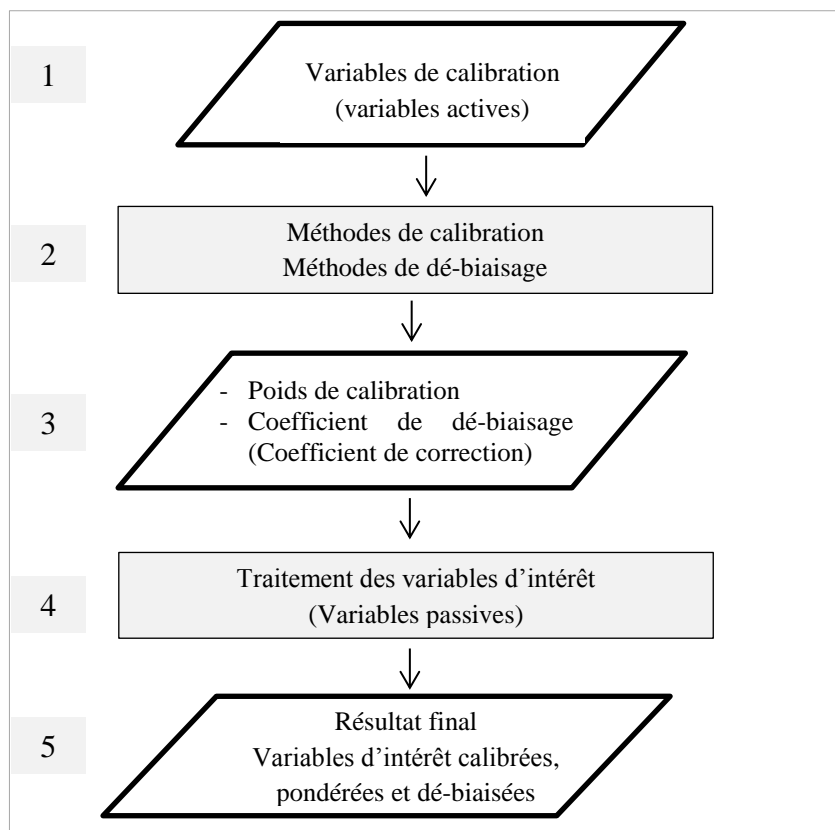 1
Variables de calibration
(variables actives)
2
Méthodes de calibration
Méthodes de dé-biaisage
3
- Poids de calibration
- Coefficient de dé-biaisage
(Coefficient de correction)
4
Traitement des variables d’intérêt
(Variables passives)
5
Résultat final
Variables d’intérêt calibrées,
pondérées et dé-biaisées